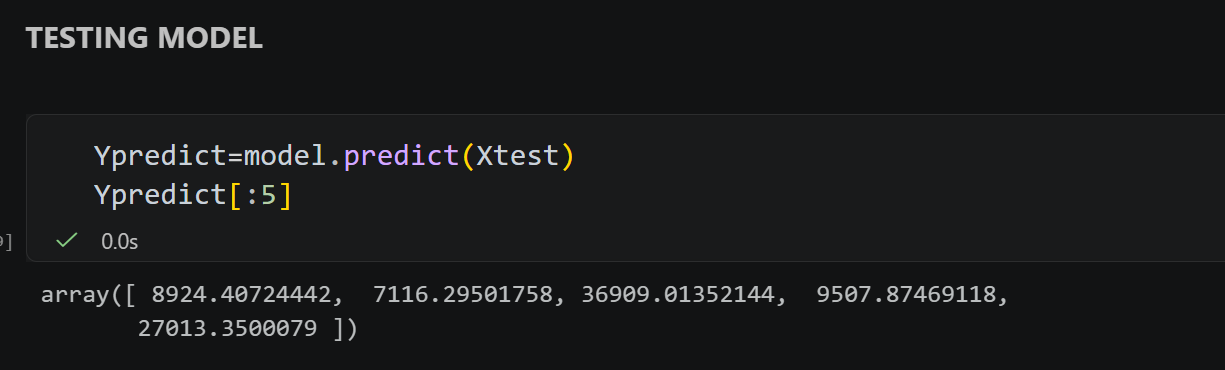 TESTING MODEL
Ypredict=model.predict(Xtest)
Ypredict[:5]
9] 0.0s
array([ 8924.40724442,  7116.29501758, 36909.01352144,  9507.87469118,
       27013.3500079 ])